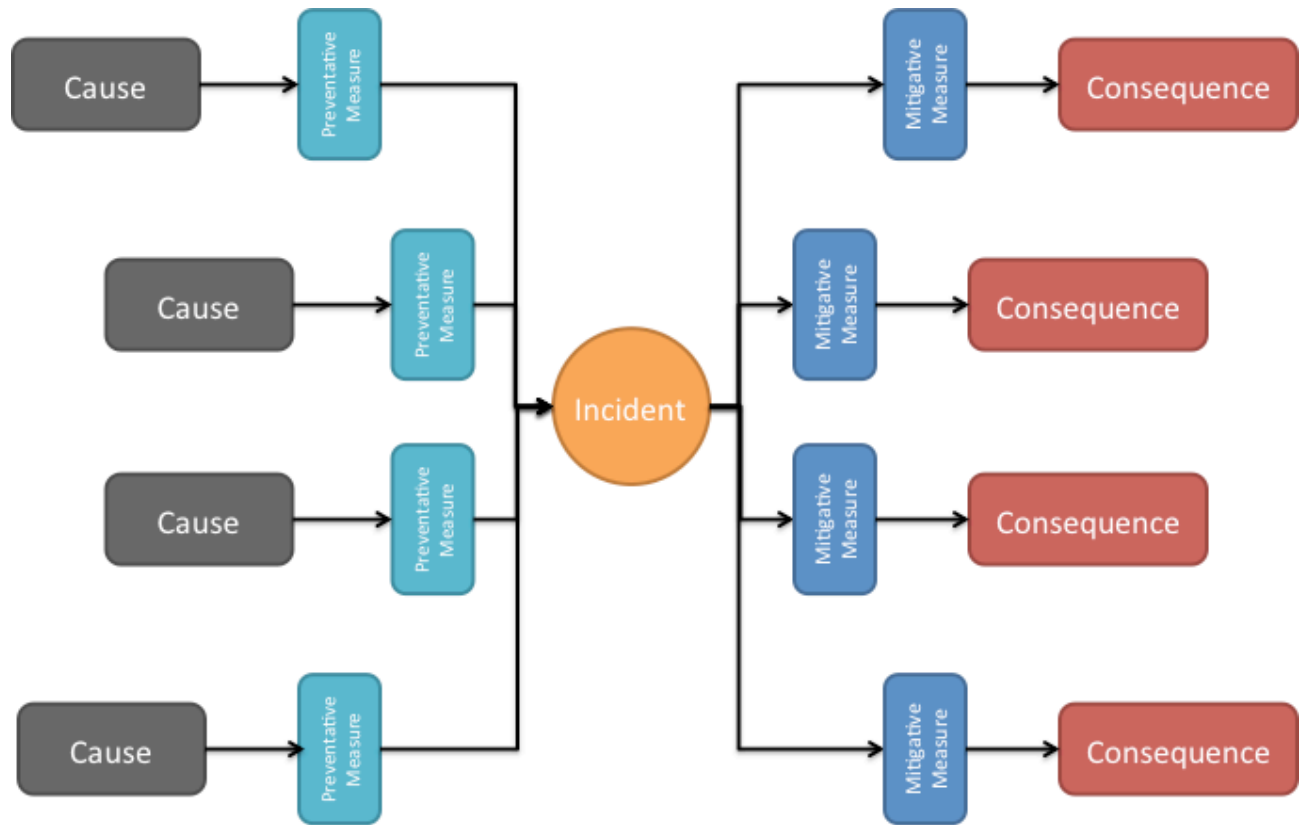 Cause
Preventative
Measure
Mitigative
Measure
Consequence
Cause
Preventative
Measure
Mitigative
Measure
Consequence
Incident
Cause
Preventative
Measure
Mitigative
Measure
Consequence
Cause
Preventative
Measure
Mitigative
Measure
Consequence